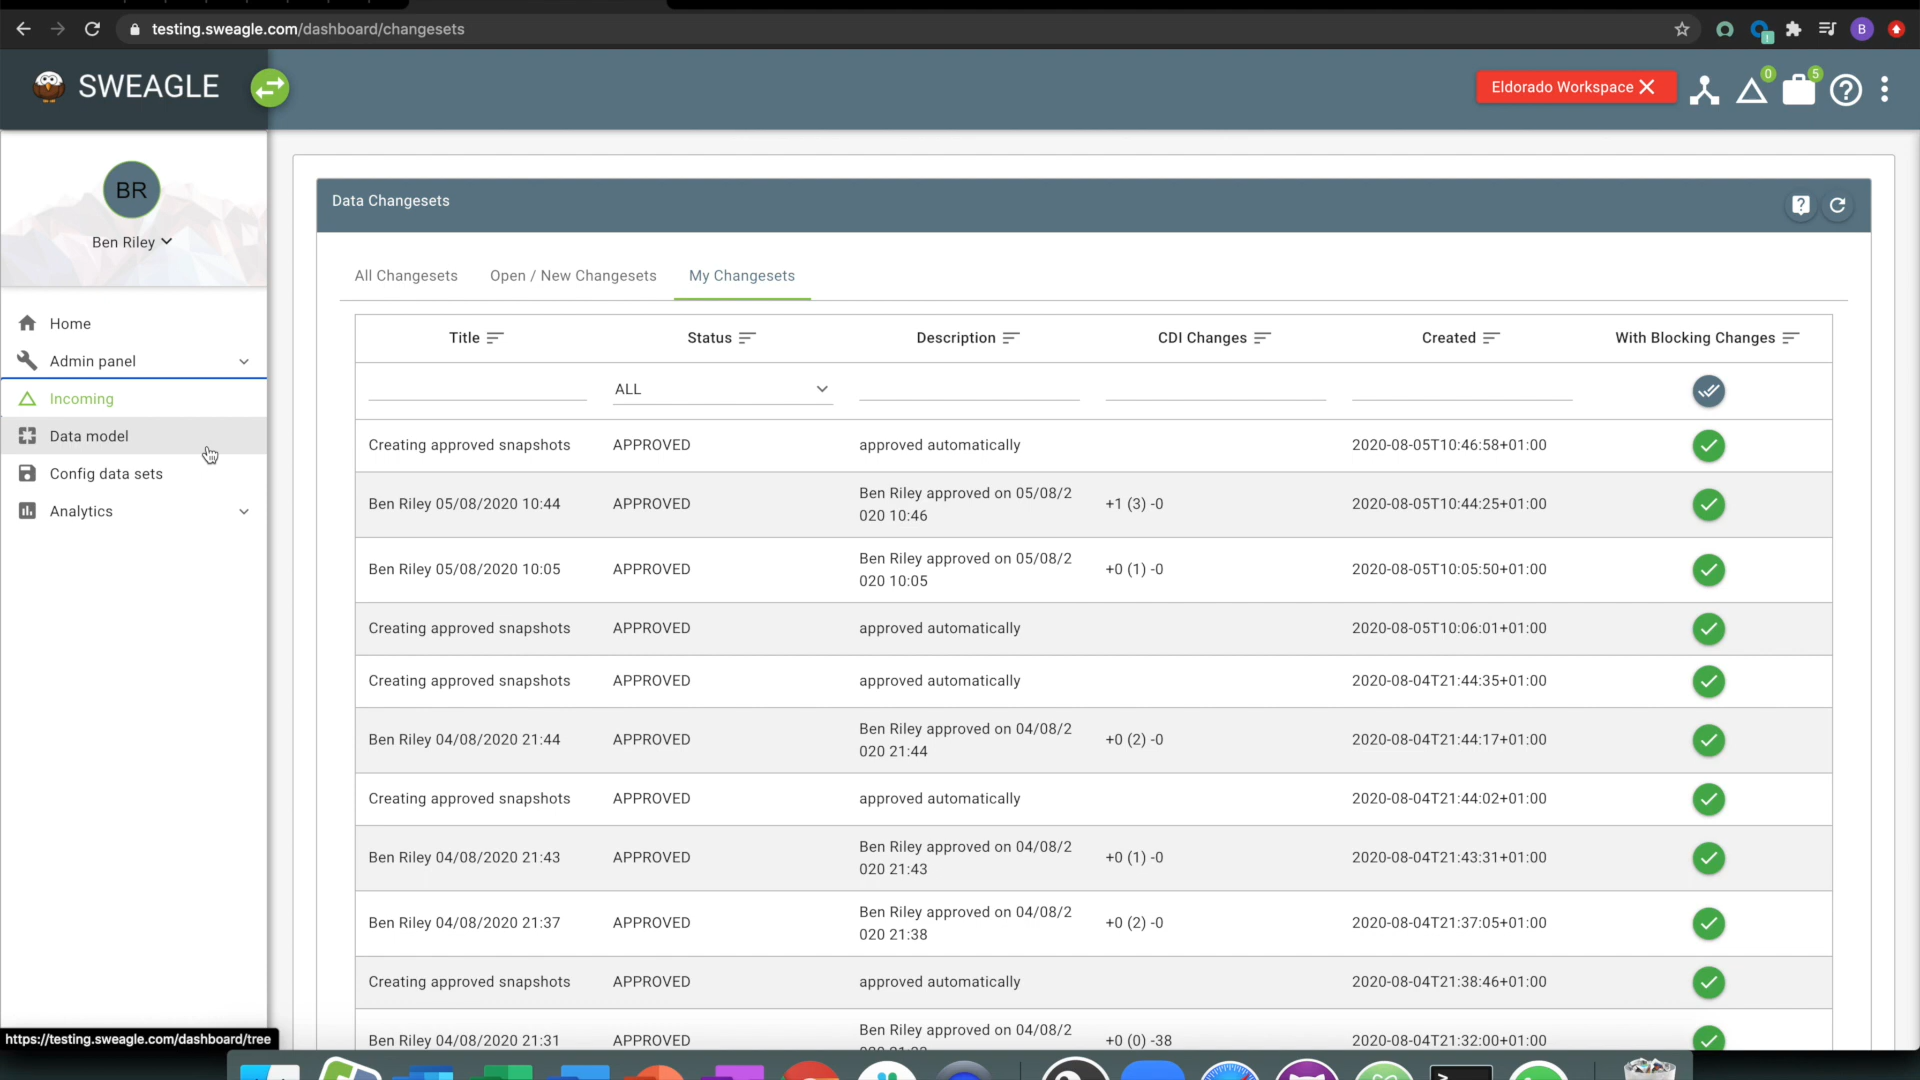 testing.sweagle.com/dashboard/changesets
B
1
SWEAGLE
Eldorado Workspace
0
5
BR
Ben Riley
Home
Admin panel
Incoming
Data model
Config data sets
Analytics
Data Changesets
All Changesets Open / New Changesets My Changesets
Title Status Description CDI Changes Created With Blocking Changes
ALL
Creating approved snapshots APPROVED approved automatically 2020-08-05T10:46:58+01:00
Ben Riley 05/08/2020 10:44 APPROVED Ben Riley approved on 05/08/2 +1 (3) -0 2020-08-05T10:44:25+01:00
020 10:46
Ben Riley 05/08/2020 10:05 APPROVED Ben Riley approved on 05/08/2 +0 (1) -0 2020-08-05T10:05:50+01:00
020 10:05
Creating approved snapshots APPROVED approved automatically 2020-08-05T10:06:01+01:00
Creating approved snapshots APPROVED approved automatically 2020-08-04T21:44:35+01:00
Ben Riley 04/08/2020 21:44 APPROVED Ben Riley approved on 04/08/2 +0 (2) -0 2020-08-04T21:44:17+01:00
020 21:44
Creating approved snapshots APPROVED approved automatically 2020-08-04T21:44:02+01:00
Ben Riley 04/08/2020 21:43 APPROVED Ben Riley approved on 04/08/2 +0 (1) -0 2020-08-04T21:43:31+01:00
020 21:43
Ben Riley 04/08/2020 21:37 APPROVED Ben Riley approved on 04/08/2 +0 (2) -0 2020-08-04T21:37:05+01:00
020 21:38
Creating approved snapshots APPROVED approved automatically 2020-08-04T21:38:46+01:00
Ben Riley 04/08/2020 21:31 APPROVED Ben Riley approved on 04/08/2 +0 (0) -38 2020-08-04T21:32:00+01:00
https://testing.sweagle.com/dashboard/tree